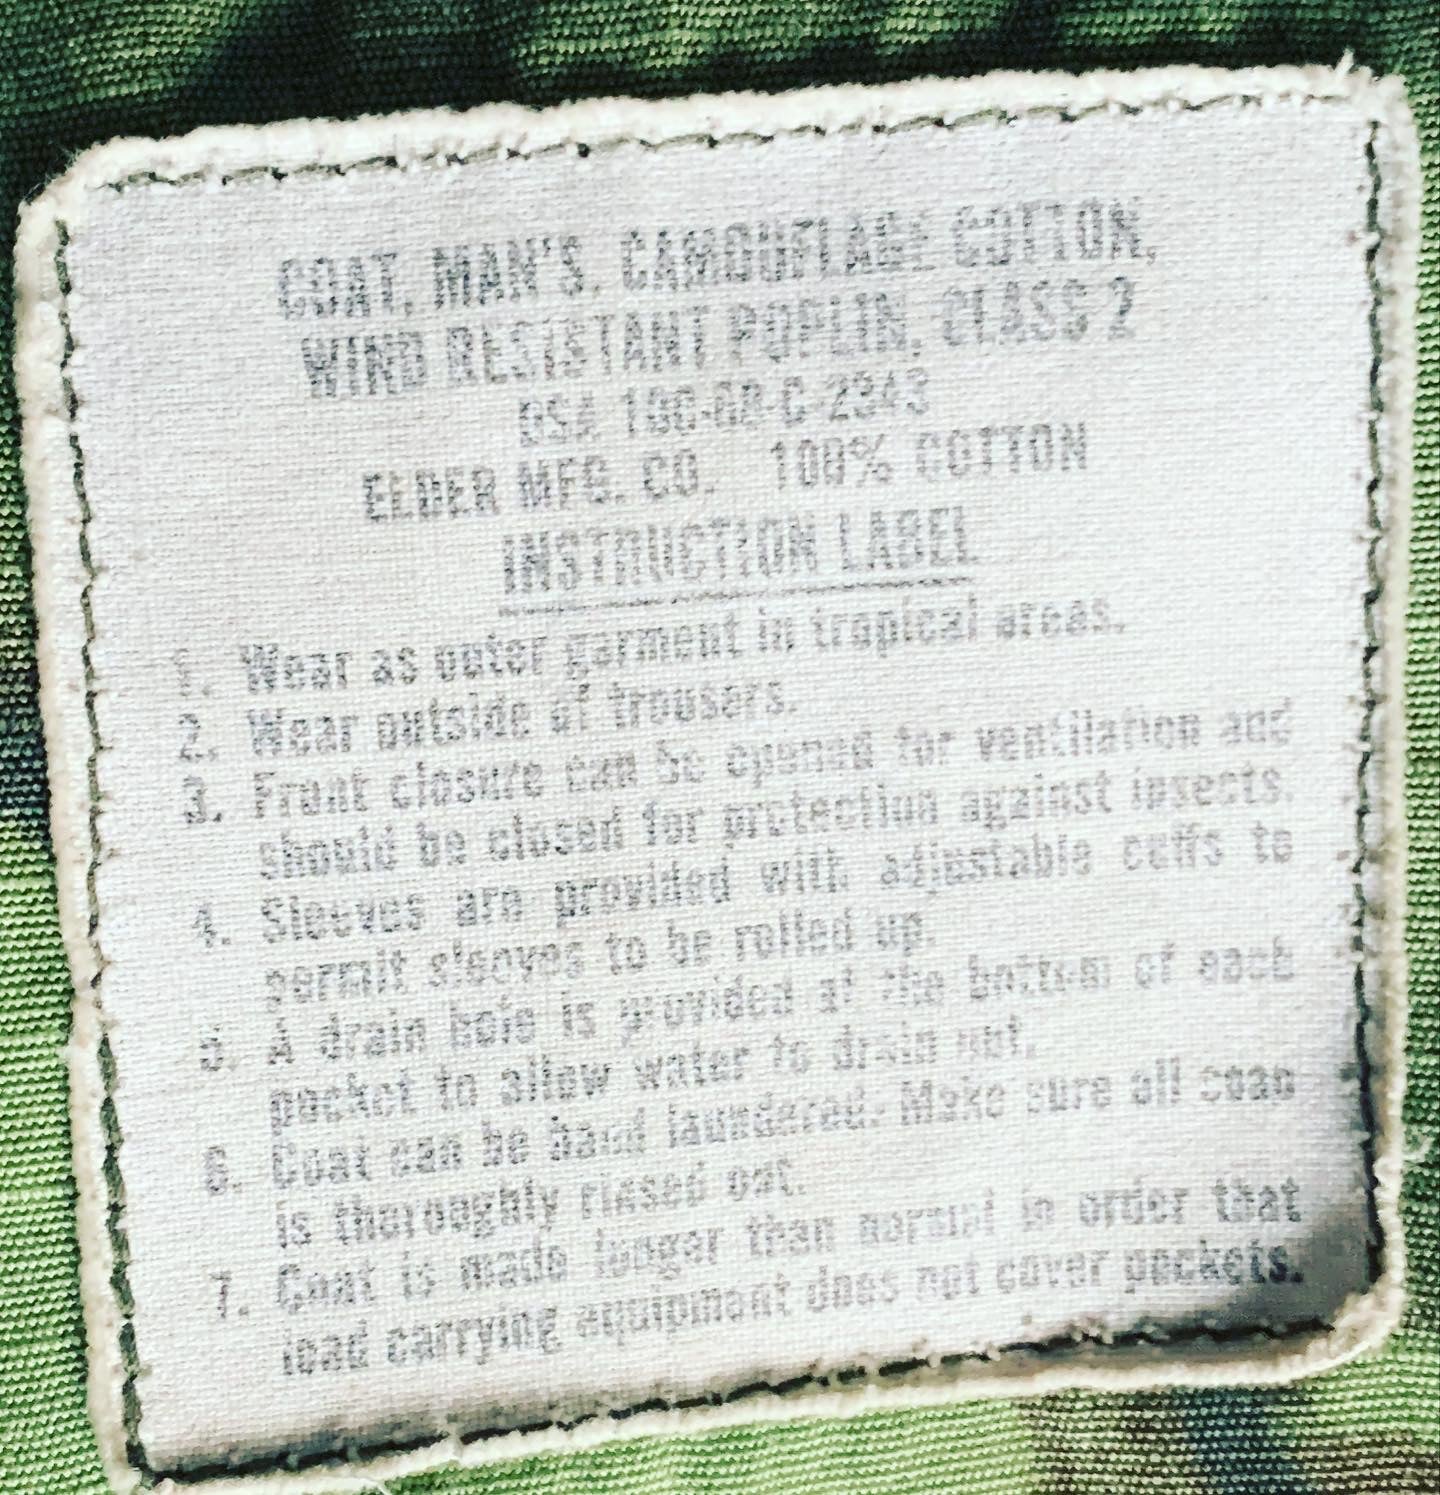 COAT, MAN'S, CAMOUFLAGE COTTON,
WIND RESISTANT POPLIN, CLASS 2
DSA 100-68-C-2343
ELDER MFG. CO. 100% COTTON
INSTRUCTION LABEL
1. Wear as outer garment in tropical areas.
2. Wear outside of trousers.
3. Front closure can be opened for ventilation and
should be closed for protection against insects.
4. Sleeves are provided with adjustable cuffs to
permit sleeves to be rolled up.
5. A drain hole is provided at the bottom of each
pocket to allow water to drain out.
6. Coat can be hand laundered. Make sure all soap
is thoroughly rinsed out.
7. Coat is made longer than normal in order that
load carrying equipment does not cover pockets.